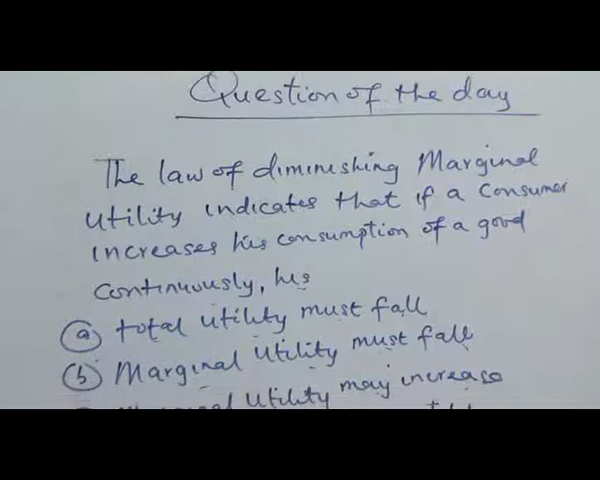 Question of the day
The law of diminishing Marginal
Utility indicates that if a Consumer
increases his consumption of a good
continuously, his
(a) total utility must fall
(b) Marginal utility must fall
Utility may increase